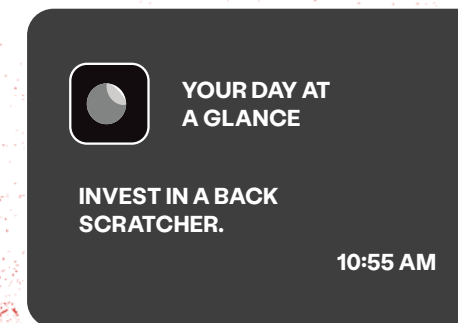 YOUR DAY AT
A GLANCE
INVEST IN A BACK
SCRATCHER.
10:55 AM